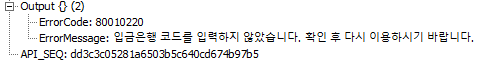 Output {} (2)
ErrorCode: 80010220
ErrorMessage: 입금은행 코드를 입력하지 않았습니다. 확인 후 다시 이용하시기 바랍니다.
API_SEQ: dd3c3c05281a6503b5c640cd674b97b5